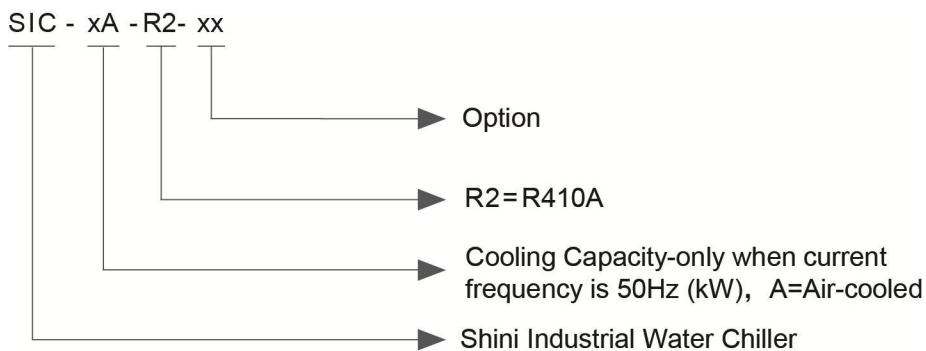 SIC - xA - R2- xx
Option
R2=R410A
Cooling Capacity-only when current
frequency is 50Hz (kW)，A=Air-cooled
Shini Industrial Water Chiller